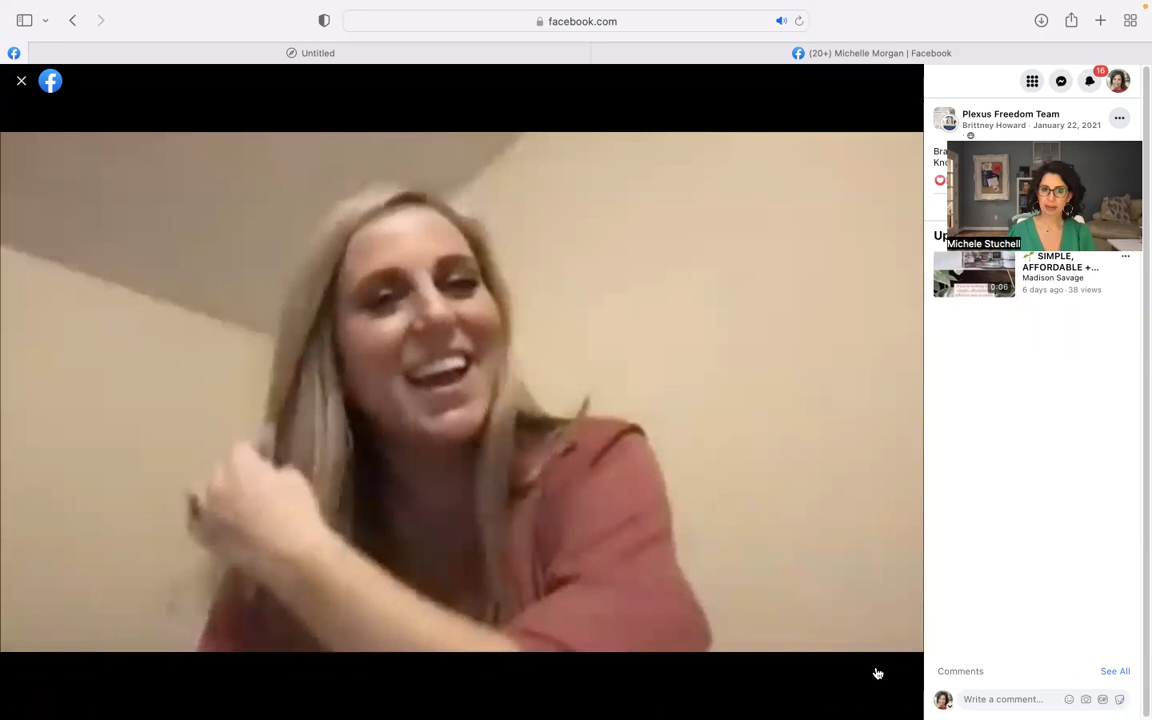 facebook.com
Untitled
(20+) Michelle Morgan | Facebook
16
Plexus Freedom Team
Brittney Howard · January 22, 2021
Michele Stuchell
SIMPLE,
AFFORDABLE +...
Madison Savage
6 days ago · 38 views
0:06
Comments
See All
Write a comment...